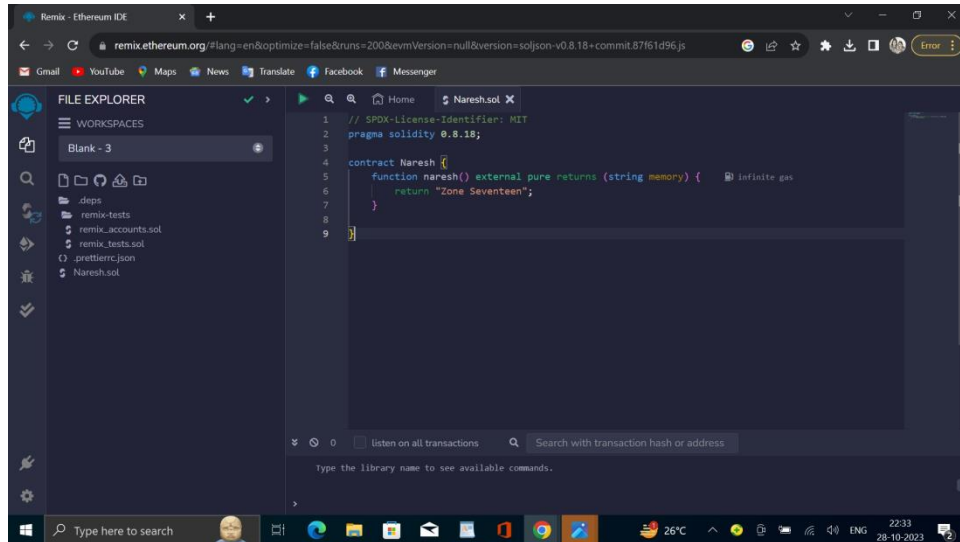 Remix - Ethereum IDE
remix.ethereum.org/#lang=en&optimize=false&runs=200&evmVersion=null&version=soljson-v0.8.18+commit.87f61d96.js
Error
Gmail YouTube Maps News Translate Facebook Messenger
FILE EXPLORER
WORKSPACES
Blank - 3
.deps
remix-tests
remix_accounts.sol
remix_tests.sol
.prettierrc.json
Naresh.sol
Home Naresh.sol
1 // SPDX-License-Identifier: MIT
2 pragma solidity 0.8.18;
3
4 contract Naresh {
5 function naresh() external pure returns (string memory) { infinite gas
6 return "Zone Seventeen";
7 }
8
9 }
0 listen on all transactions Search with transaction hash or address
Type the library name to see available commands.
>
Type here to search
26°C
ENG
22:33
28-10-2023
2